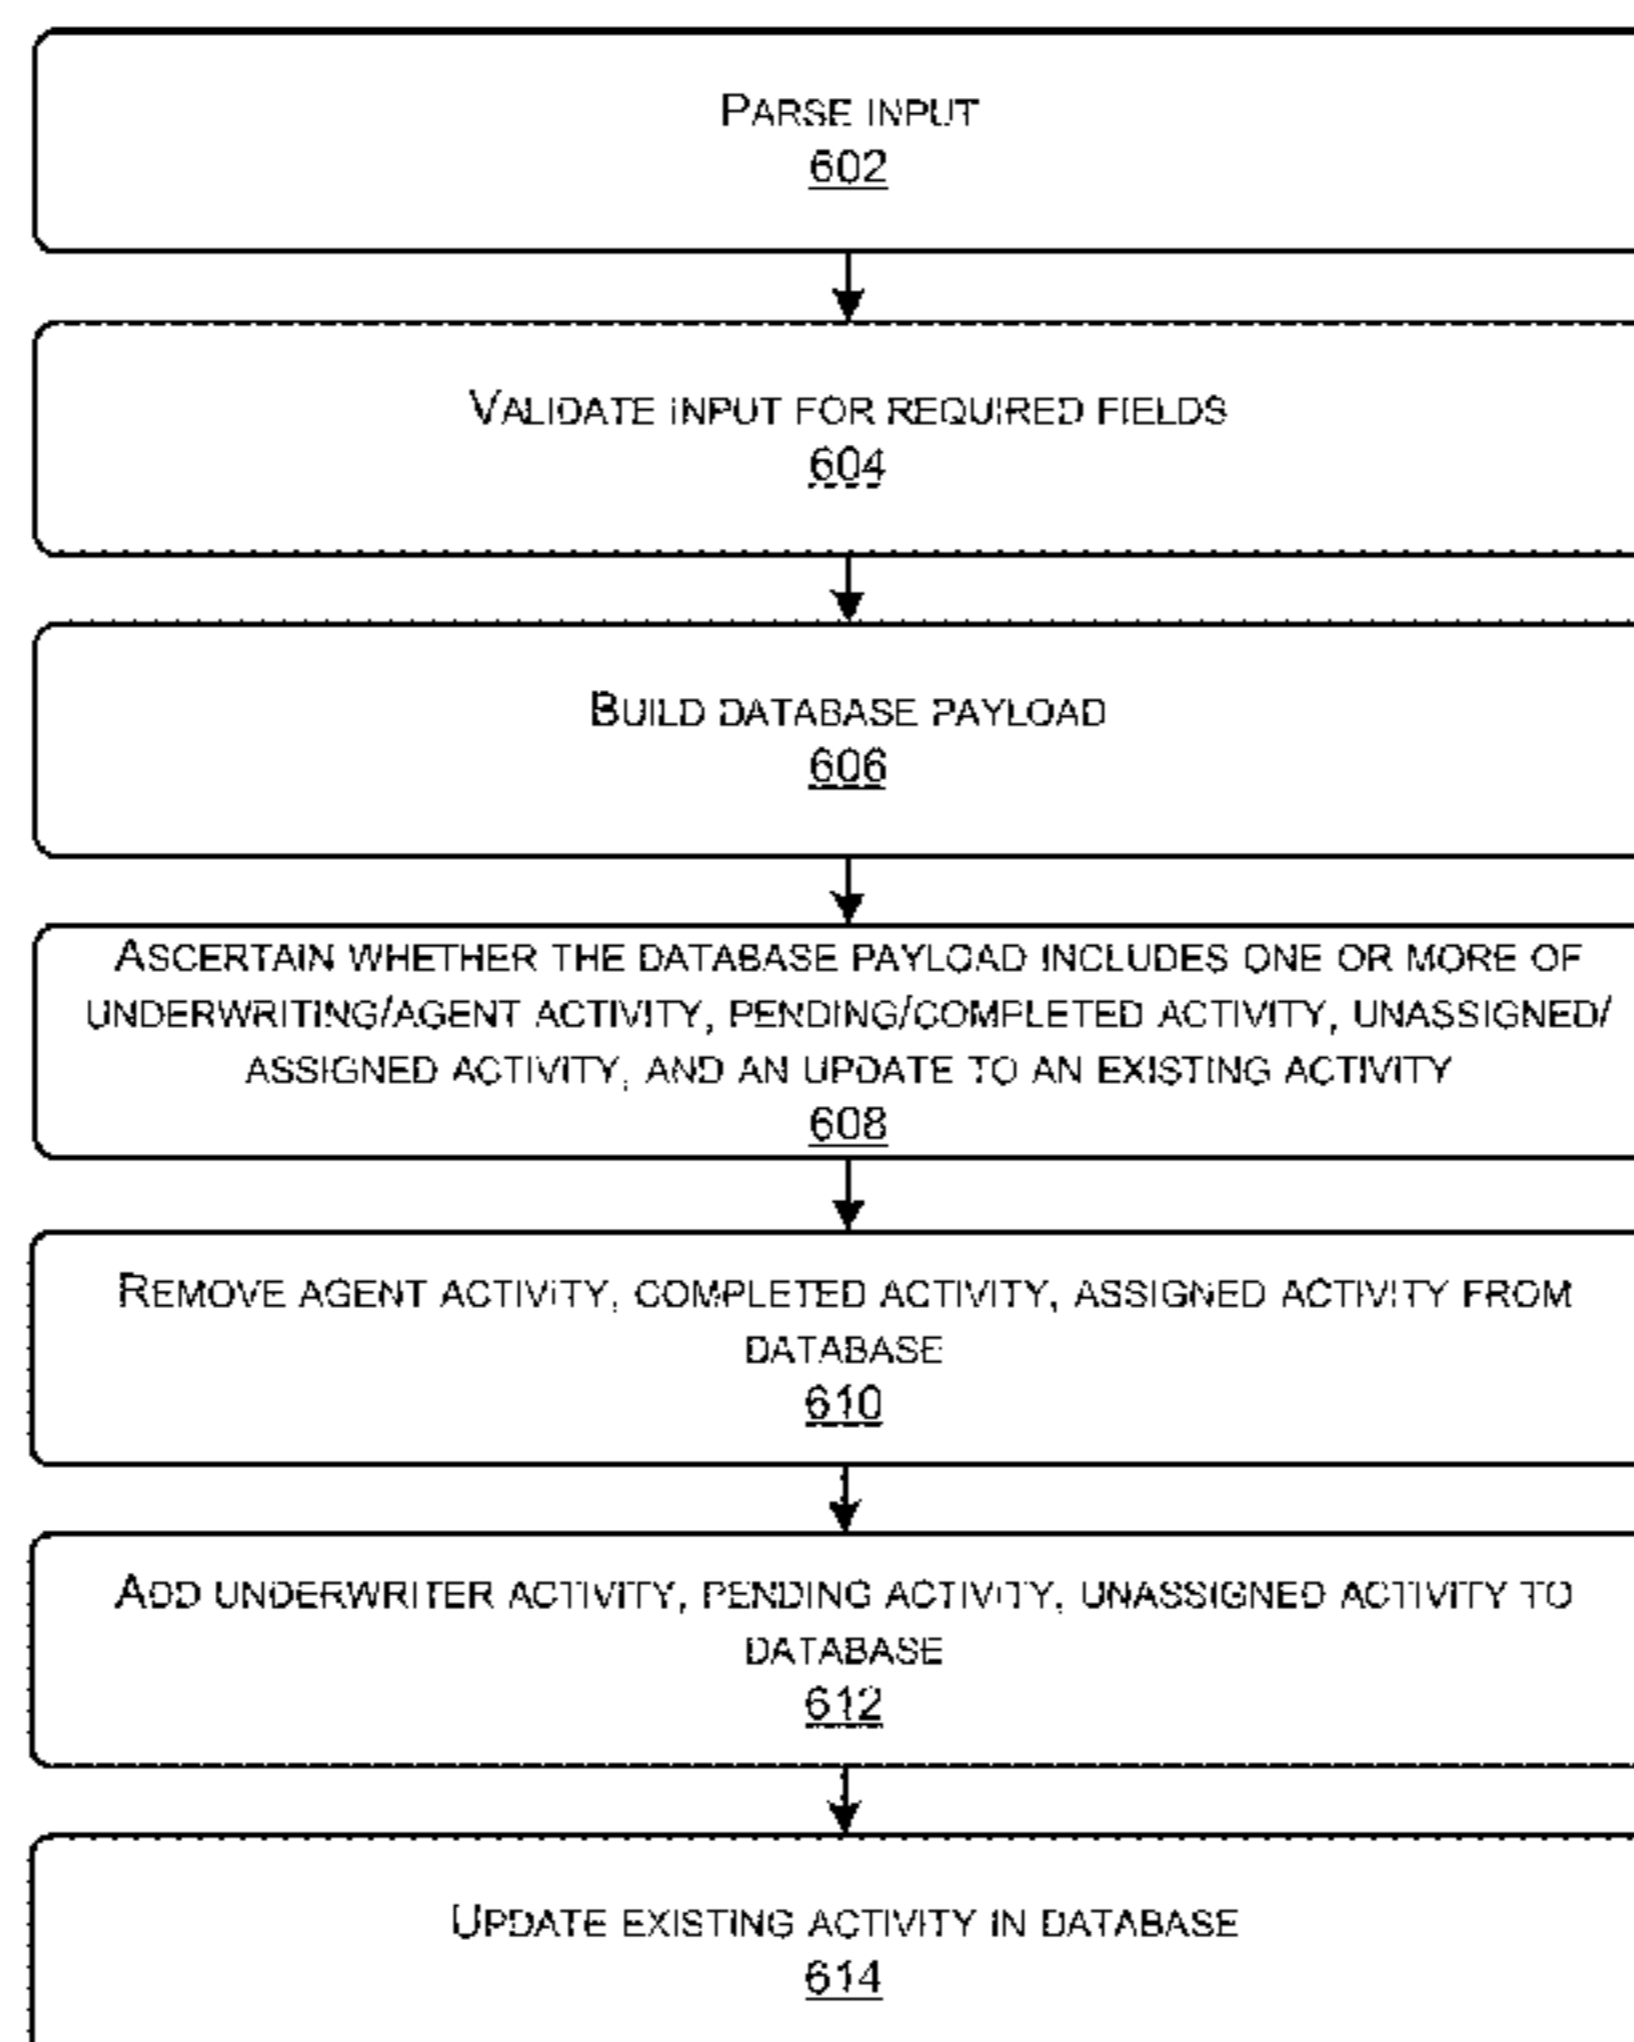 PARSE INPUT
602
VALIDATE INPUT FOR REQUIRED FIELDS
604
BUILD DATABASE PAYLOAD
606
ASCERTAIN WHETHER THE DATABASE PAYLOAD INCLUDES ONE OR MORE OF
UNDERWRITING/AGENT ACTIVITY, PENDING/COMPLETED ACTIVITY, UNASSIGNED/
ASSIGNED ACTIVITY, AND AN UPDATE TO AN EXISTING ACTIVITY
608
REMOVE AGENT ACTIVITY, COMPLETED ACTIVITY, ASSIGNED ACTIVITY FROM
DATABASE
610
ADD UNDERWRITER ACTIVITY, PENDING ACTIVITY, UNASSIGNED ACTIVITY TO
DATABASE
612
UPDATE EXISTING ACTIVITY IN DATABASE
614